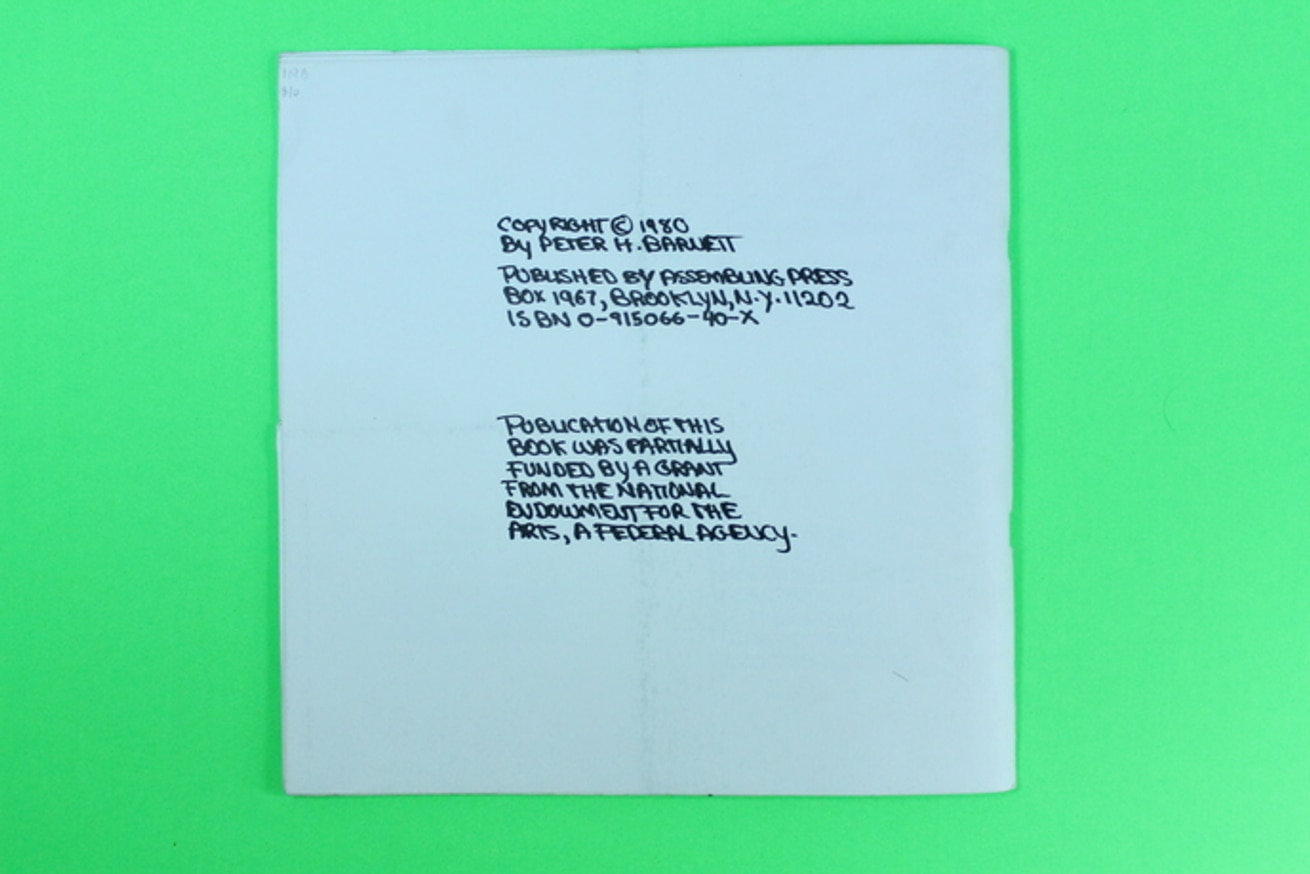 COPYRIGHT © 1980
By PETER H. BARNETT
PUBLISHED BY ASSEMBLING PRESS
BOX 1967, BROOKLYN, N.Y. 11202
ISBN 0-915066-40-X
PUBLICATION OF THIS
BOOK WAS PARTIALLY
FUNDED BY A GRANT
FROM THE NATIONAL
ENDOWMENT FOR THE
ARTS, A FEDERAL AGENCY.